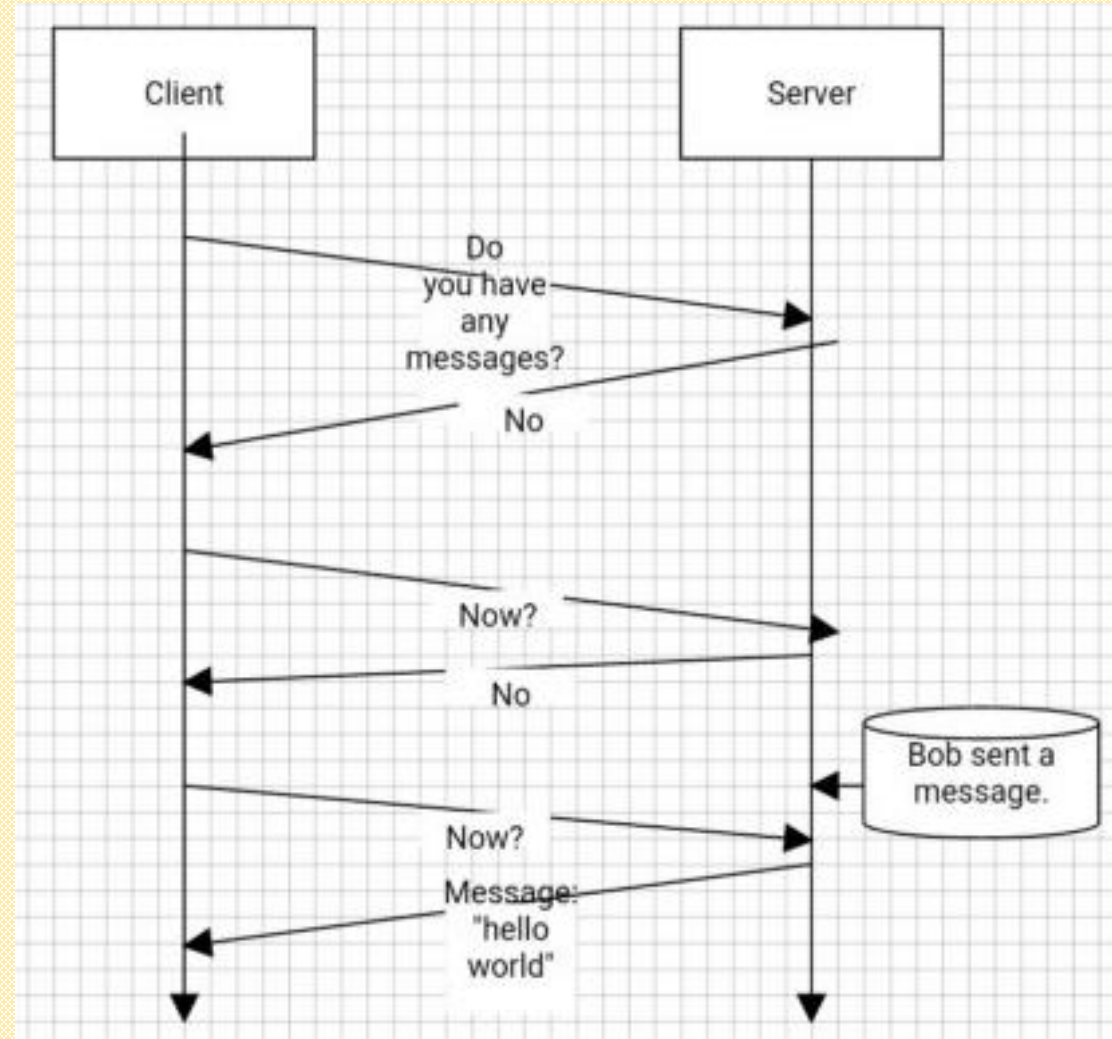 Client
Server
Do
you have
any
messages?
No
Now?
No
Bob sent a
message.
Now?
Message:
"hello
world"